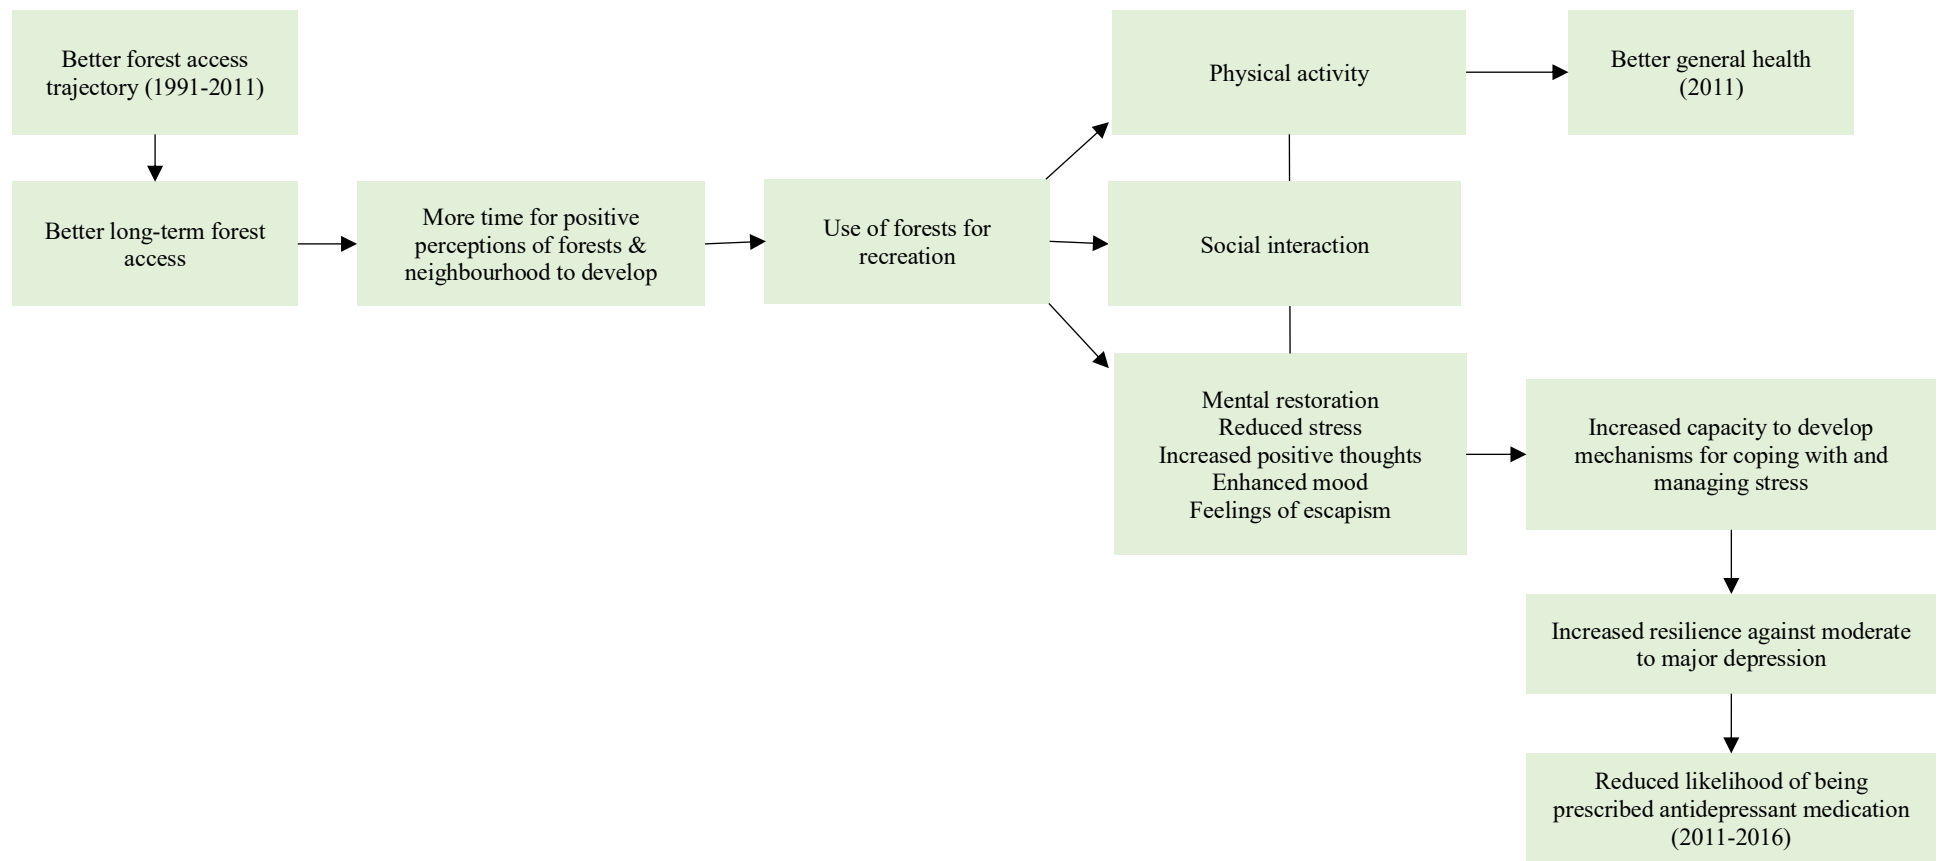 Better forest access
trajectory (1991-2011)
Better long-term forest
access
More time for positive
perceptions of forests &
neighbourhood to develop
Use of forests for
recreation
Physical activity
Better general health
(2011)
Social interaction
Mental restoration
Reduced stress
Increased positive thoughts
Enhanced mood
Feelings of escapism
Increased capacity to develop
mechanisms for coping with and
managing stress
Increased resilience against moderate
to major depression
Reduced likelihood of being
prescribed antidepressant medication
(2011-2016)